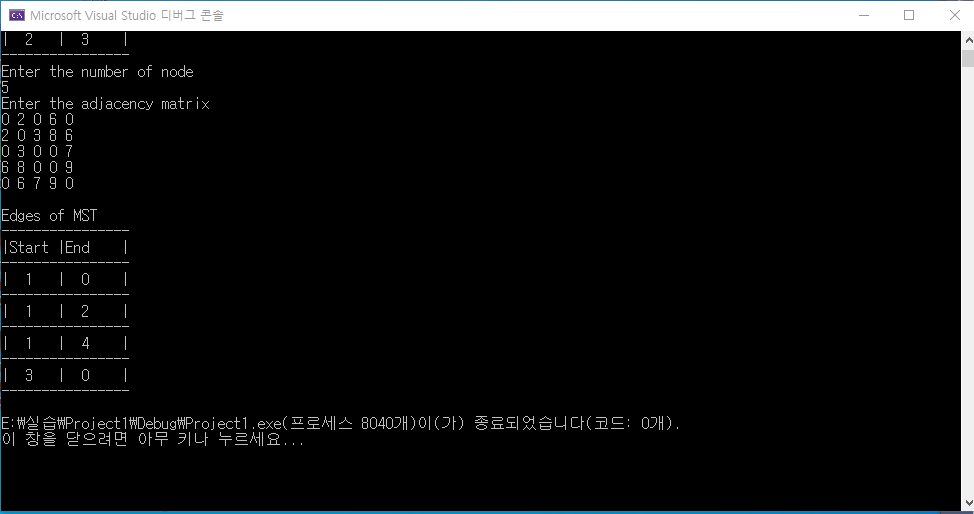 Microsoft Visual Studio 디버그 콘솔
|  2   |  3    |
----------------
Enter the number of node
5
Enter the adjacency matrix
0 2 0 6 0
2 0 3 8 6
0 3 0 0 7
6 8 0 0 9
0 6 7 9 0
Edges of MST
----------------
|Start |End    |
----------------
|  1   |  0    |
----------------
|  1   |  2    |
----------------
|  1   |  4    |
----------------
|  3   |  0    |
----------------
E:₩실습₩Project1₩Debug₩Project1.exe(프로세스 8040개)이(가) 종료되었습니다(코드: 0개).
이 창을 닫으려면 아무 키나 누르세요...